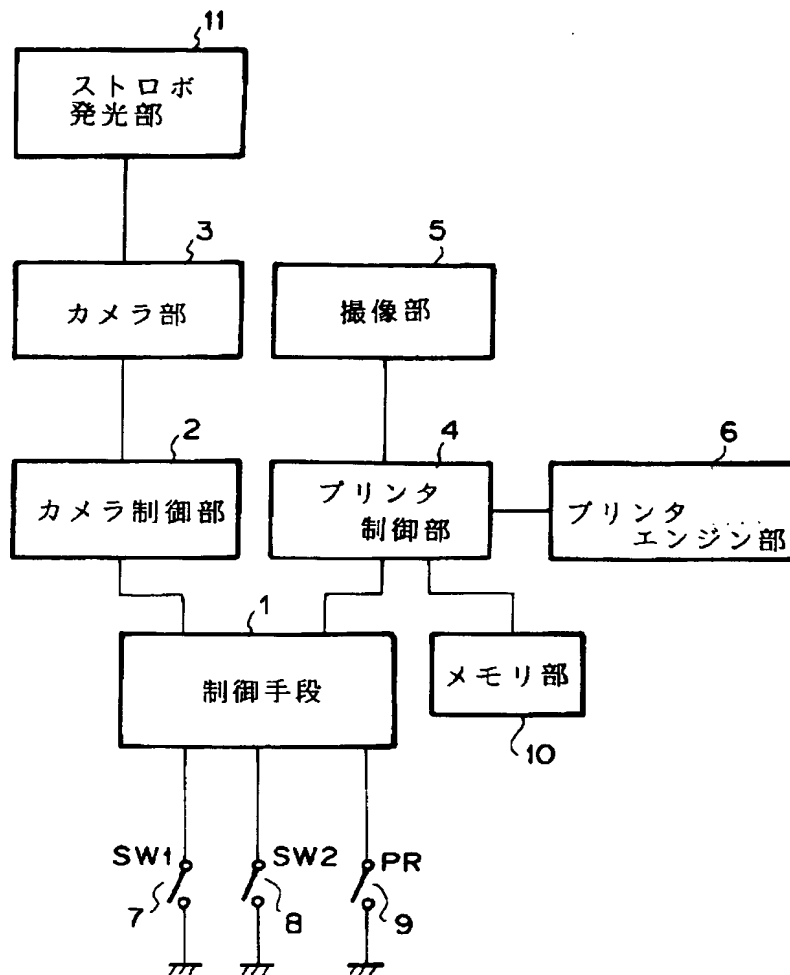 11
ストロボ
発光部
3
カメラ部
5
撮像部
2
カメラ制御部
4
プリンタ
制御部
6
プリンタ
エンジン部
1
制御手段
メモリ部
10
SW1
7
SW2
8
PR
9